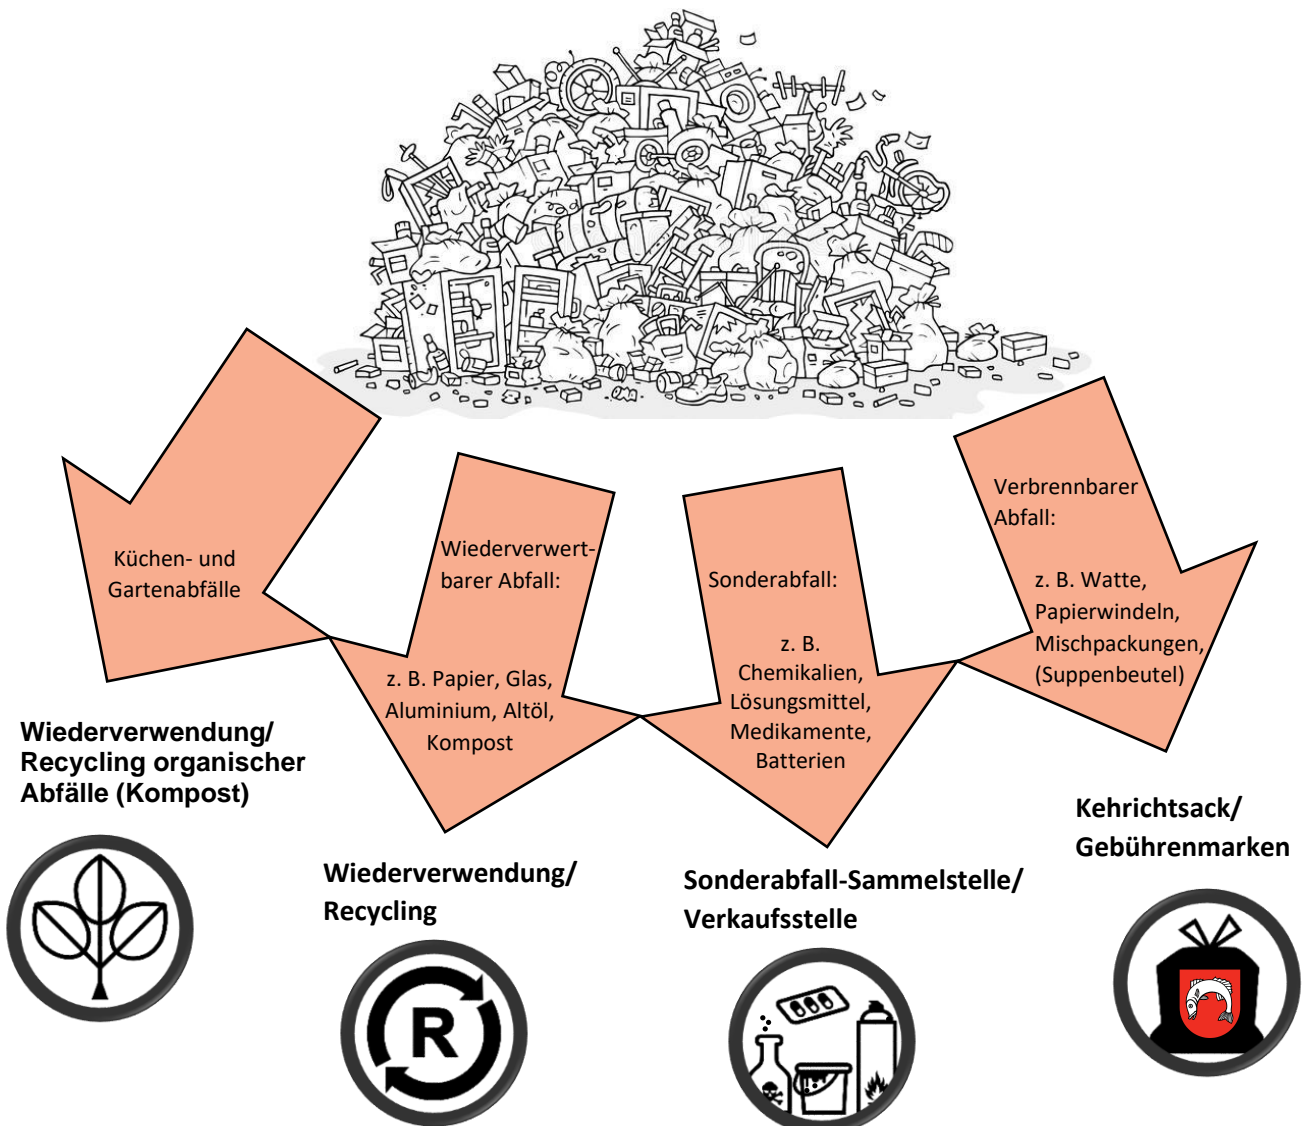 Küchen- und
Gartenabfälle
Wiederverwert-
barer Abfall:
z. B. Papier, Glas,
Aluminium, Altöl,
Kompost
Sonderabfall:
z. B.
Chemikalien,
Lösungsmittel,
Medikamente,
Batterien
Verbrennbarer
Abfall:
z. B. Watte,
Papierwindeln,
Mischpackungen,
(Suppenbeutel)
Wiederverwendung/
Recycling organischer
Abfälle (Kompost)
Wiederverwendung/
Recycling
R
Sonderabfall-Sammelstelle/
Verkaufsstelle
Kehrichtsack/
Gebührenmarken